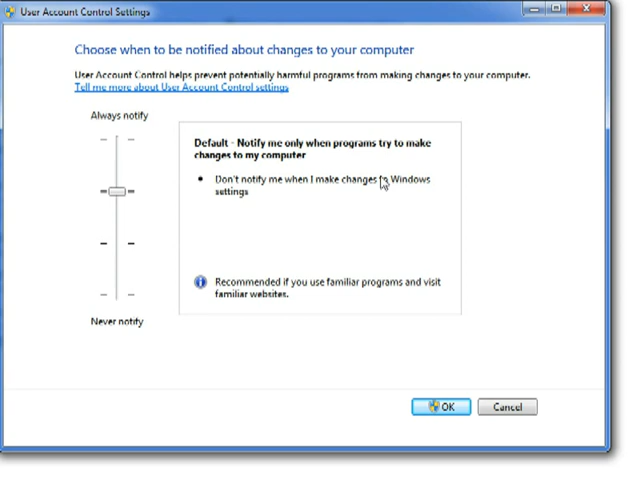 User Account Control Settings
Choose when to be notified about changes to your computer
User Account Control helps prevent potentially harmful programs from making changes to your computer.
Tell me more about User Account Control settings
Always notify
Default - Notify me only when programs try to make
changes to my computer
• Don't notify me when I make changes to Windows
settings
Recommended if you use familiar programs and visit
familiar websites.
Never notify
OK
Cancel